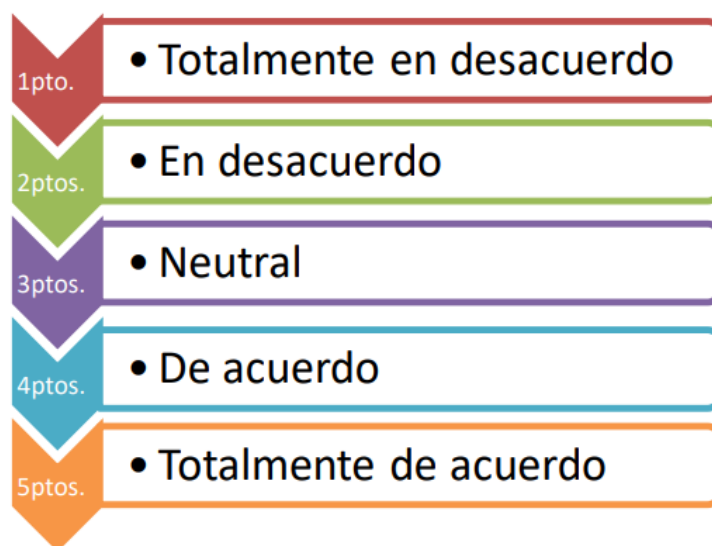 1pto.
• Totalmente en desacuerdo
2ptos.
• En desacuerdo
3ptos.
• Neutral
4ptos.
• De acuerdo
5ptos.
• Totalmente de acuerdo